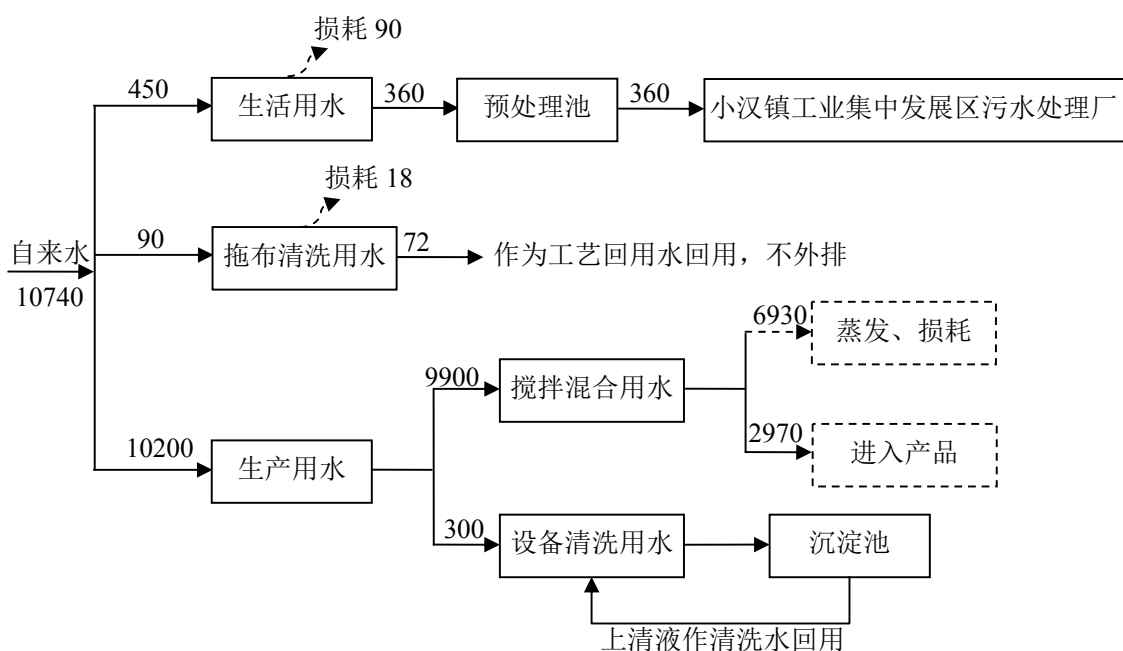 损耗 90
450
生活用水
360
预处理池
360
小汉镇工业集中发展区污水处理厂
损耗 18
自来水
10740
90
拖布清洗用水
72
作为工艺回用水回用，不外排
6930
蒸发、损耗
9900
搅拌混合用水
2970
进入产品
10200
生产用水
300
设备清洗用水
沉淀池
上清液作清洗水回用